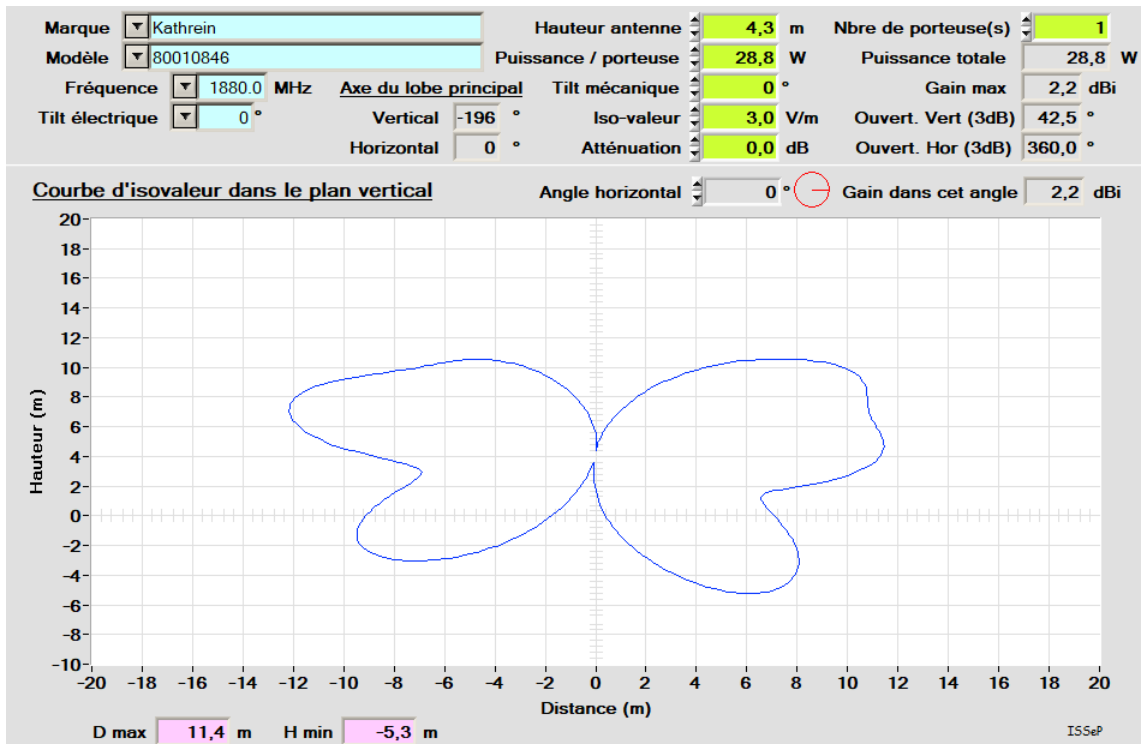 Marque Kathrein Hauteur antenne 4,3 m Nbre de porteuse(s) 1
Modèle 80010846 Puissance / porteuse 28,8 W Puissance totale 28,8 W
Fréquence 1880.0 MHz Axe du lobe principal Tilt mécanique 0 ° Gain max 2,2 dBi
Tilt électrique 0 ° Vertical -196 ° Iso-valeur 3,0 V/m Ouvert. Vert (3dB) 42,5 °
Horizontal 0 ° Atténuation 0,0 dB Ouvert. Hor (3dB) 360,0 °
Courbe d'isovaleur dans le plan vertical Angle horizontal 0 ° Gain dans cet angle 2,2 dBi
20
18
16
14
12
10
8
6
4
2
0
-2
-4
-6
-8
-10
Hauteur (m)
-20 -18 -16 -14 -12 -10 -8 -6 -4 -2 0 2 4 6 8 10 12 14 16 18 20
Distance (m)
D max 11,4 m H min -5,3 m ISSeP